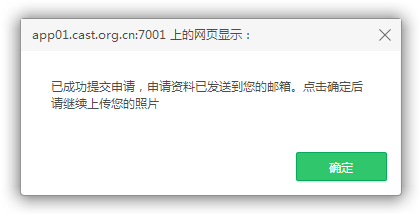 app01.cast.org.cn:7001 上的网页显示：
已成功提交申请，申请资料已发送到您的邮箱。点击确定后
请继续上传您的照片
确定